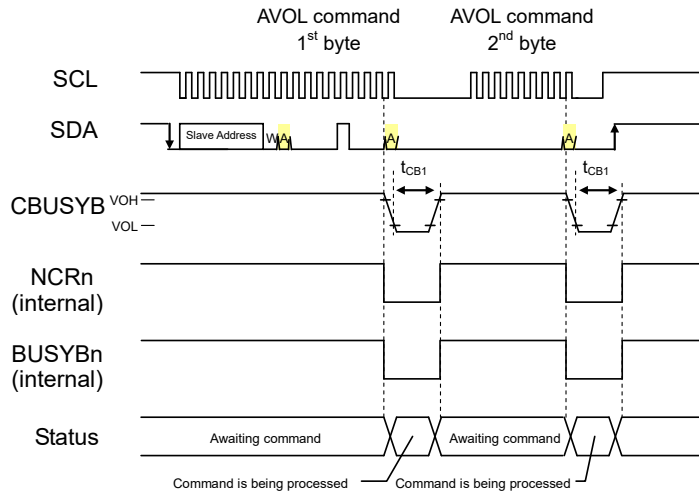 AVOL command
1st byte
AVOL command
2nd byte
SCL
SDA
Slave Address
W
A
A
A
tCB1
tCB1
CBUSYB
VOH
VOL
NCRn
(internal)
BUSYBn
(internal)
Status
Awaiting command
Awaiting command
Command is being processed
Command is being processed